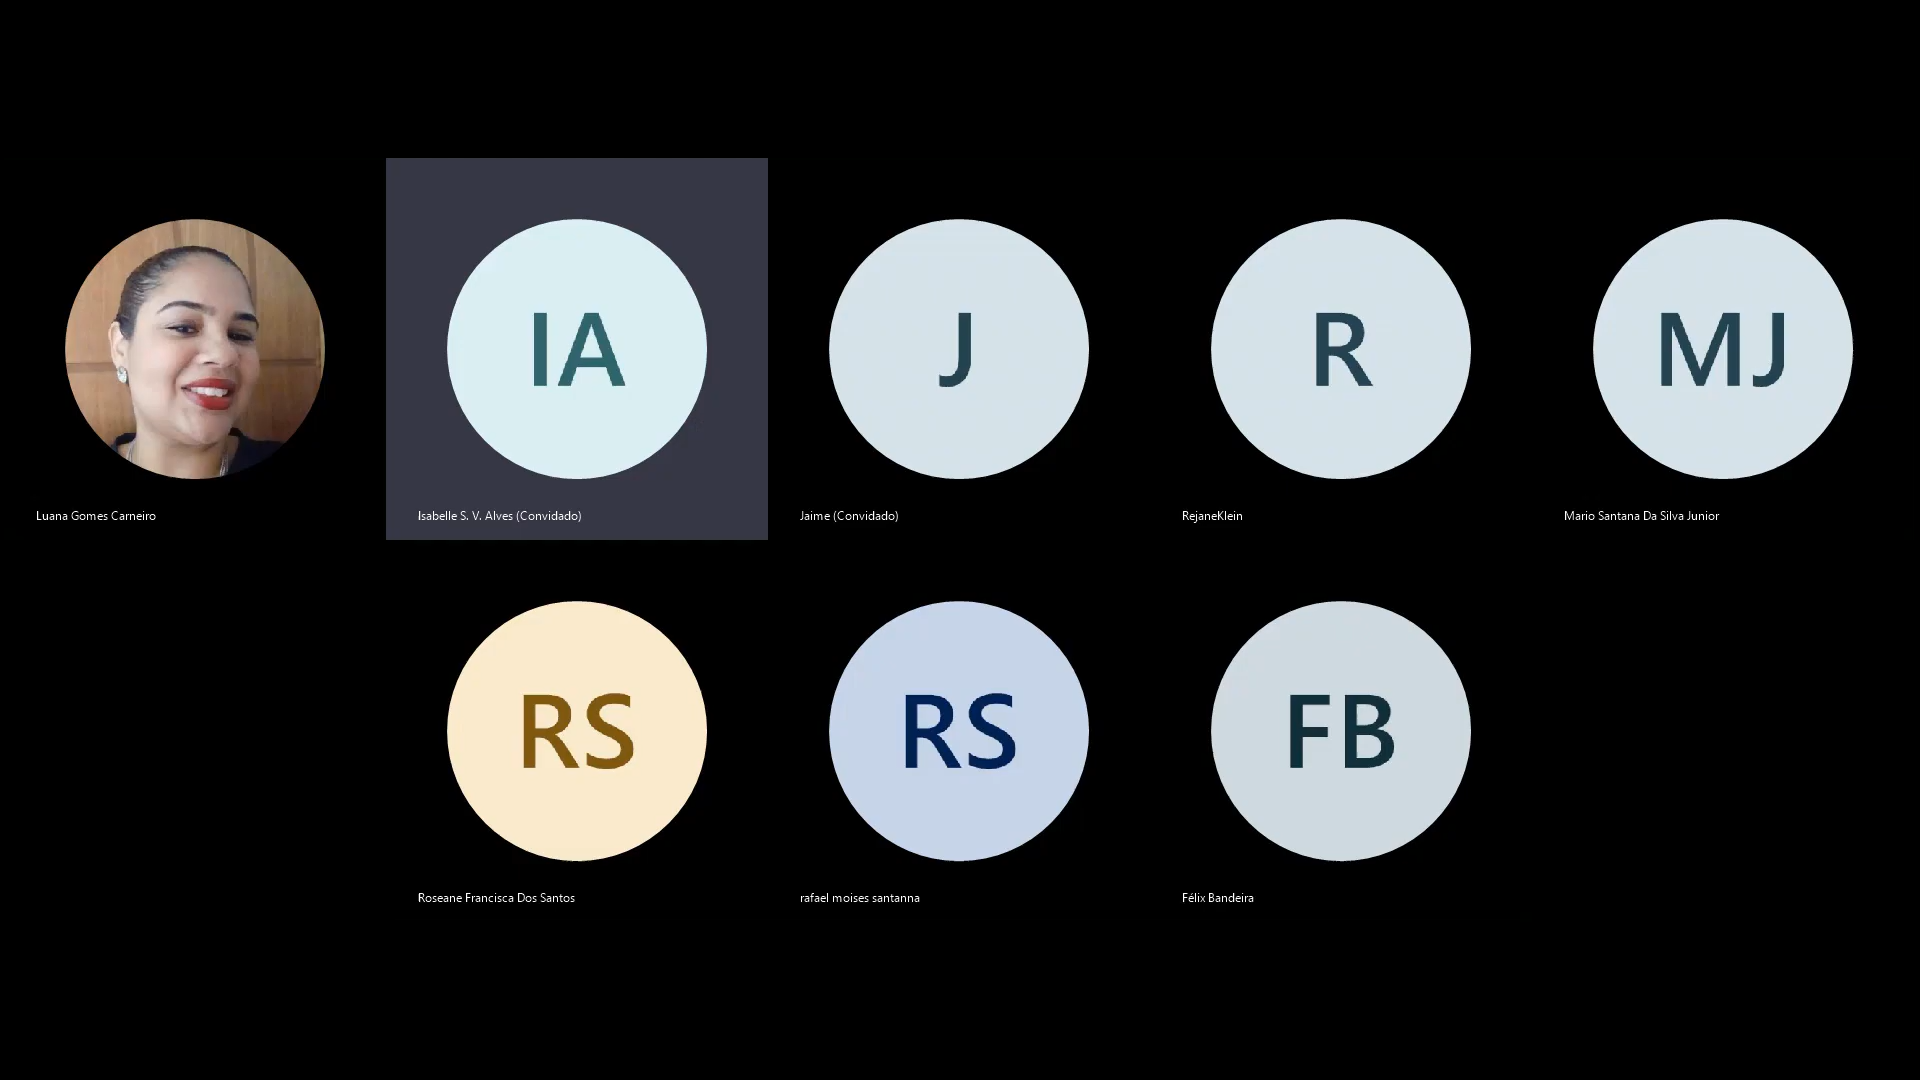 IA
J
R
MJ
Luana Gomes Carneiro
Isabelle S. V. Alves (Convidado)
Jaime (Convidado)
RejaneKlein
Mario Santana Da Silva Junior
RS
RS
FB
Roseane Francisca Dos Santos
rafael moises santanna
Félix Bandeira